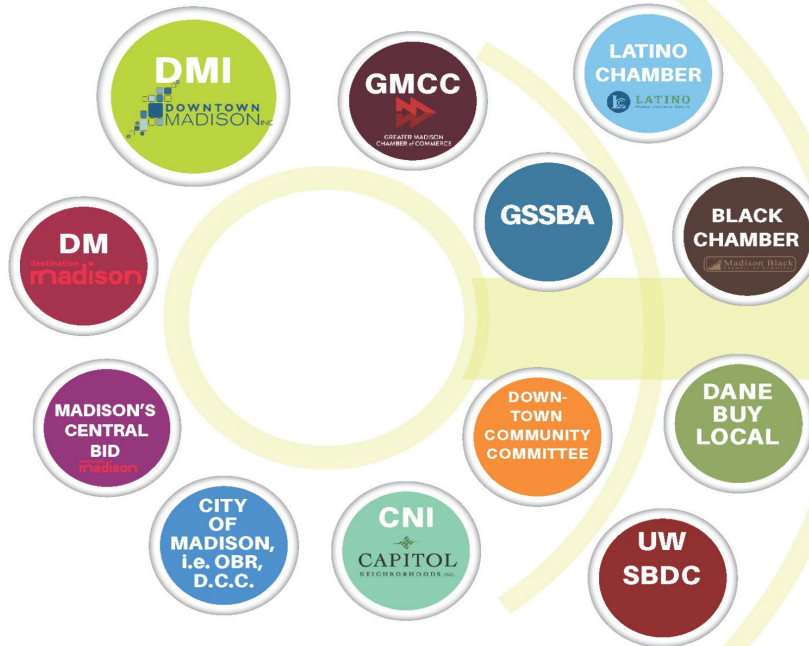 DMI
DOWNTOWN
MADISON INC
GMCC
GREATER MADISON
CHAMBER of COMMERCE
LATINO
CHAMBER
LC LATINO
GSSBA
BLACK
CHAMBER
Madison Black
DM
destination
madison
MADISON'S
CENTRAL
BID
madison
DOWN-
TOWN
COMMUNITY
COMMITTEE
DANE
BUY
LOCAL
CITY
OF
MADISON,
i.e. OBR,
D.C.C.
CNI
CAPITOL
NEIGHBORHOODS, INC.
UW
SBDC